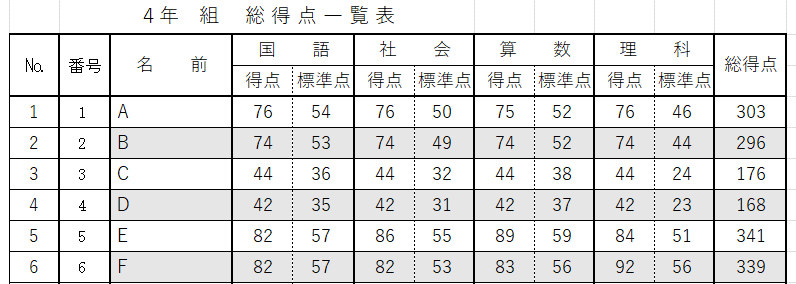 4年 組 総得点一覧表
№ 番号 名 前 国 語 社 会 算 数 理 科 総得点
得点 標準点 得点 標準点 得点 標準点 得点 標準点
1 1 A 76 54 76 50 75 52 76 46 303
2 2 B 74 53 74 49 74 52 74 44 296
3 3 C 44 36 44 32 44 38 44 24 176
4 4 D 42 35 42 31 42 37 42 23 168
5 5 E 82 57 86 55 89 59 84 51 341
6 6 F 82 57 82 53 83 56 92 56 339